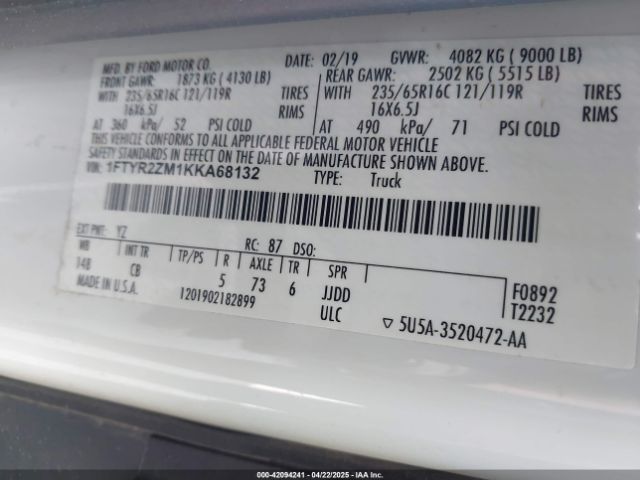 MFD. BY FORD MOTOR CO. DATE: 02/19 GVWR: 4082 KG ( 9000 LB)
FRONT GAWR: 1873 KG ( 4130 LB) REAR GAWR: 2502 KG ( 5515 LB)
WITH 235/65R16C 121/119R TIRES WITH 235/65R16C 121/119R TIRES
16X6.5J RIMS 16X6.5J RIMS
AT 360 kPa/ 52 PSI COLD AT 490 kPa/ 71 PSI COLD
THIS VEHICLE CONFORMS TO ALL APPLICABLE FEDERAL MOTOR VEHICLE
SAFETY STANDARDS IN EFFECT ON THE DATE OF MANUFACTURE SHOWN ABOVE.
VIN: 1FTYR2ZM1KKA68132 TYPE: Truck
EXT PNT: YZ RC: 87 DSO:
WB INT TR TP/PS R AXLE TR SPR
148 CB 5 73 6 JJDD F0892
MADE IN U.S.A. 1201902182899 ULC T2232
▽ 5U5A-3520472-AA
000-42094241 - 04/22/2025 - IAA Inc.